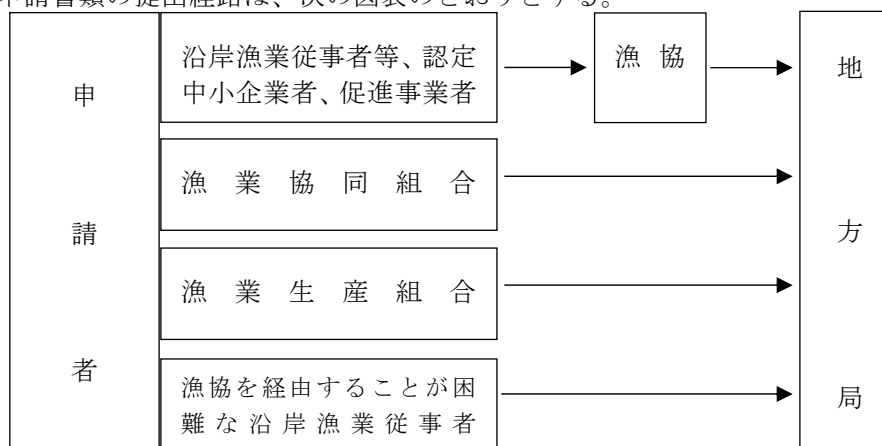 申請書類の提出経路は、次の図表のとおりとする。
申請者
沿岸漁業従事者等、認定
中小企業者、促進事業者
漁協
地方局
漁業協同組合
漁業生産組合
漁協を経由することが困
難な沿岸漁業従事者